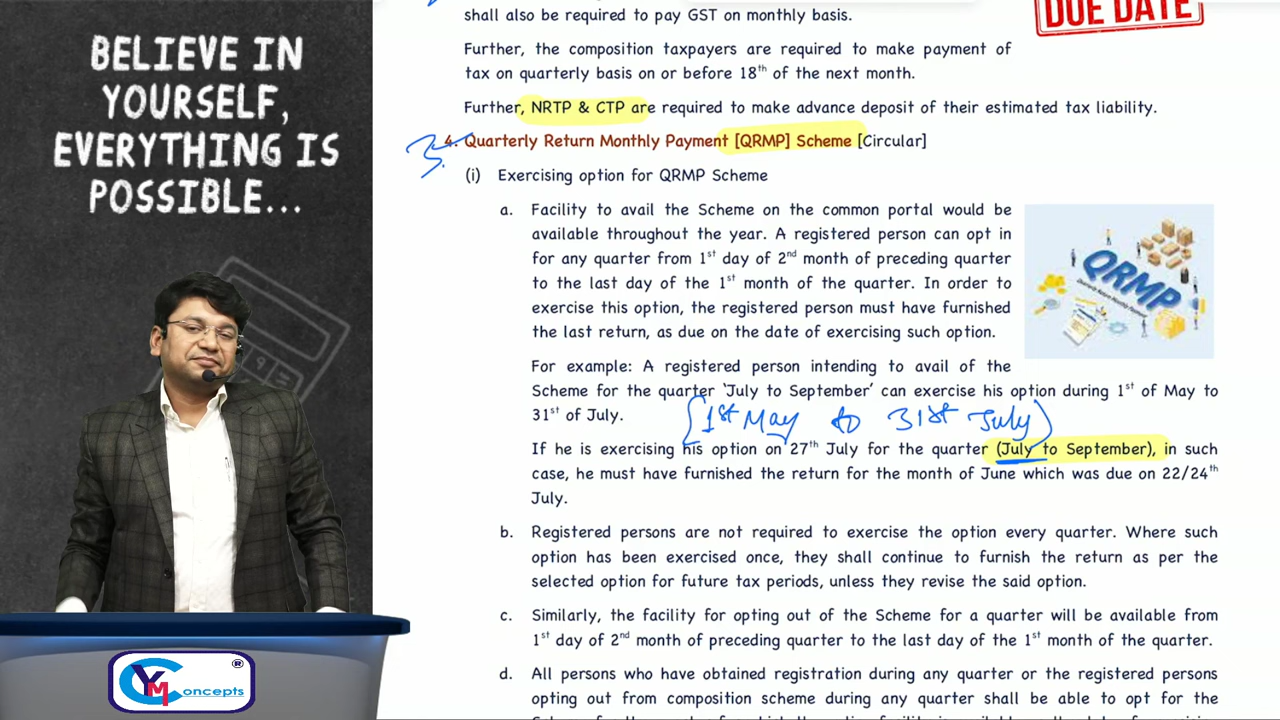 BELIEVE IN
YOURSELF,
EVERYTHING IS
POSSIBLE...
YM Concepts ®
shall also be required to pay GST on monthly basis.
DUE DATE
Further, the composition taxpayers are required to make payment of
tax on quarterly basis on or before 18th of the next month.
Further, NRTP & CTP are required to make advance deposit of their estimated tax liability.
3.
4. Quarterly Return Monthly Payment [QRMP] Scheme [Circular]
(i) Exercising option for QRMP Scheme
a. Facility to avail the Scheme on the common portal would be
available throughout the year. A registered person can opt in
for any quarter from 1st day of 2nd month of preceding quarter
to the last day of the 1st month of the quarter. In order to
exercise this option, the registered person must have furnished
the last return, as due on the date of exercising such option.
QRMP
For example: A registered person intending to avail of the
Scheme for the quarter ‘July to September’ can exercise his option during 1st of May to
31st of July.
(1st May to 31st July)
If he is exercising his option on 27th July for the quarter (July to September), in such
case, he must have furnished the return for the month of June which was due on 22/24th
July.
b. Registered persons are not required to exercise the option every quarter. Where such
option has been exercised once, they shall continue to furnish the return as per the
selected option for future tax periods, unless they revise the said option.
c. Similarly, the facility for opting out of the Scheme for a quarter will be available from
1st day of 2nd month of preceding quarter to the last day of the 1st month of the quarter.
d. All persons who have obtained registration during any quarter or the registered persons
opting out from composition scheme during any quarter shall be able to opt for the